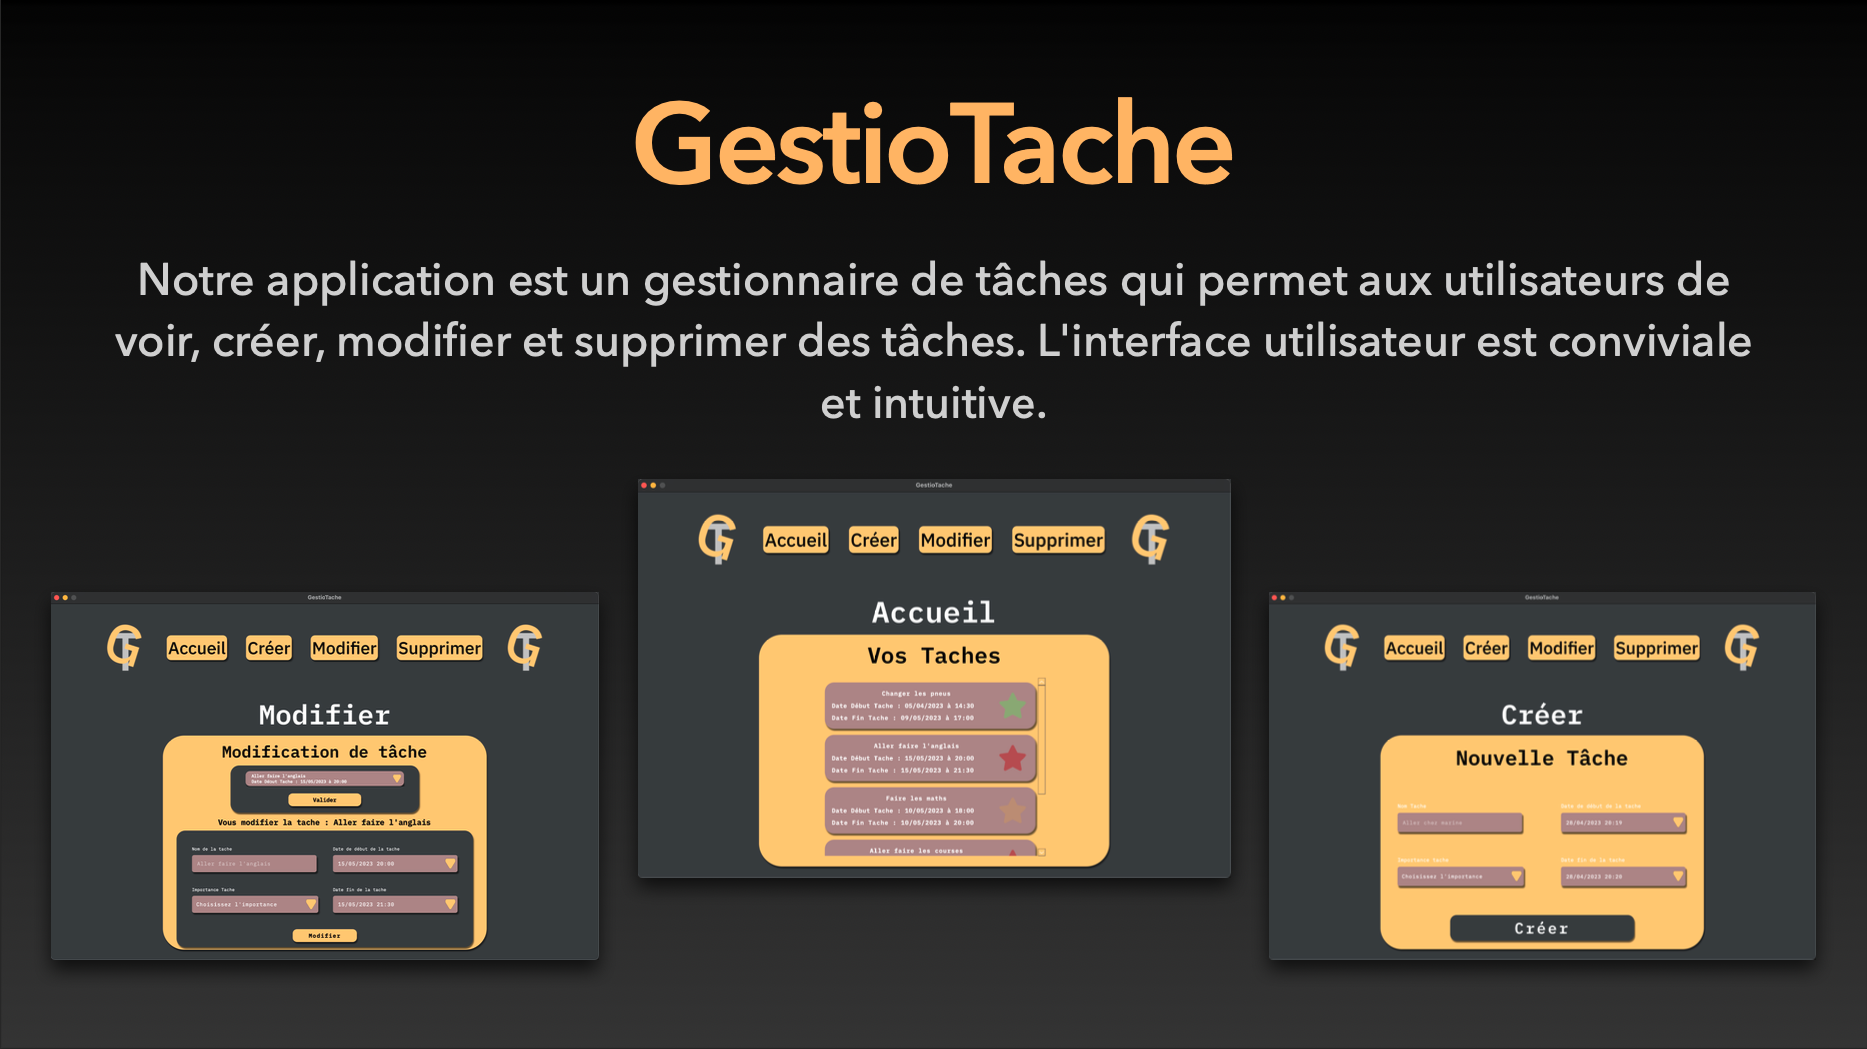 GestioTache
Notre application est un gestionnaire de tâches qui permet aux utilisateurs de
voir, créer, modifier et supprimer des tâches. L'interface utilisateur est conviviale
et intuitive.
GestioTache
GT Accueil Créer Modifier Supprimer GT
Modifier
Modification de tâche
Aller faire l'anglais
Date Début Tache : 15/05/2023 à 20:00
Valider
Vous modifier la tache : Aller faire l'anglais
Nom de la tache Date de début de la tache
Aller faire l'anglais 15/05/2023 20:00
Importance Tache Date fin de la tache
Choisissez l'importance 15/05/2023 21:30
Modifier
GestioTache
GT Accueil Créer Modifier Supprimer GT
Accueil
Vos Taches
Changer les pneus
Date Début Tache : 05/04/2023 à 14:30
Date Fin Tache : 09/05/2023 à 17:00
Aller faire l'anglais
Date Début Tache : 15/05/2023 à 20:00
Date Fin Tache : 15/05/2023 à 21:30
Faire les maths
Date Début Tache : 10/05/2023 à 18:00
Date Fin Tache : 10/05/2023 à 20:00
Aller faire les courses
GestioTache
GT Accueil Créer Modifier Supprimer GT
Créer
Nouvelle Tâche
Nom Tache Date de début de la tache
Aller cher 28/04/2023 20:19
Importance tache Date fin de la tache
Choisissez l'importance 28/04/2023 20:20
Créer